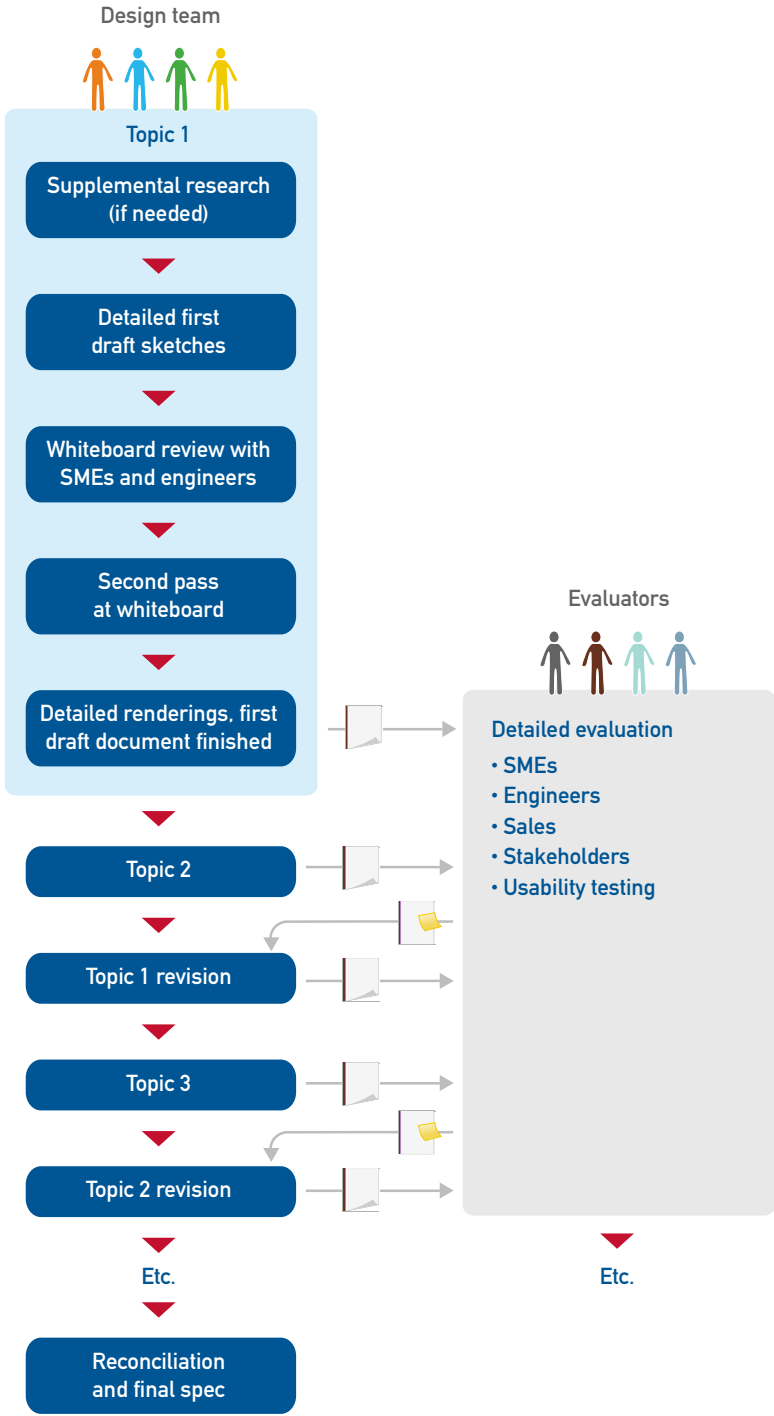 Design team
Topic 1
Supplemental research
(if needed)
Detailed first
draft sketches
Whiteboard review with
SMEs and engineers
Second pass
at whiteboard
Detailed renderings, first
draft document finished
Topic 2
Topic 1 revision
Topic 3
Topic 2 revision
Etc.
Reconciliation
and final spec
Evaluators
Detailed evaluation
• SMEs
• Engineers
• Sales
• Stakeholders
• Usability testing
Etc.